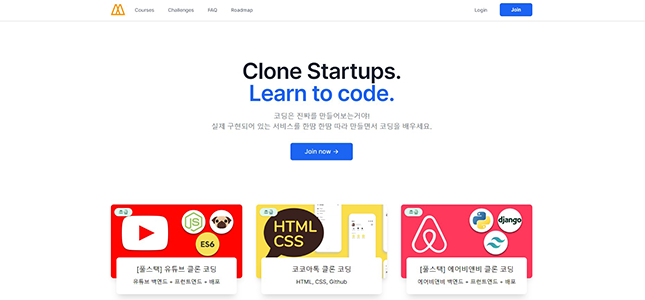 Courses Challenges FAQ Roadmap Login Join
Clone Startups.
Learn to code.
코딩은 진짜를 만들어보는거야!
실제 구현되어 있는 서비스를 한땀 한땀 따라 만들면서 코딩을 배우세요.
Join now →
초급 초급 초급
JS
ES6
HTML
CSS
django
[풀스택] 유튜브 클론 코딩
유튜브 백엔드 + 프런트엔드 + 배포
코코아톡 클론 코딩
HTML, CSS, Github
[풀스택] 에어비앤비 클론 코딩
에어비앤비 백엔드 + 프런트엔드 + 배포